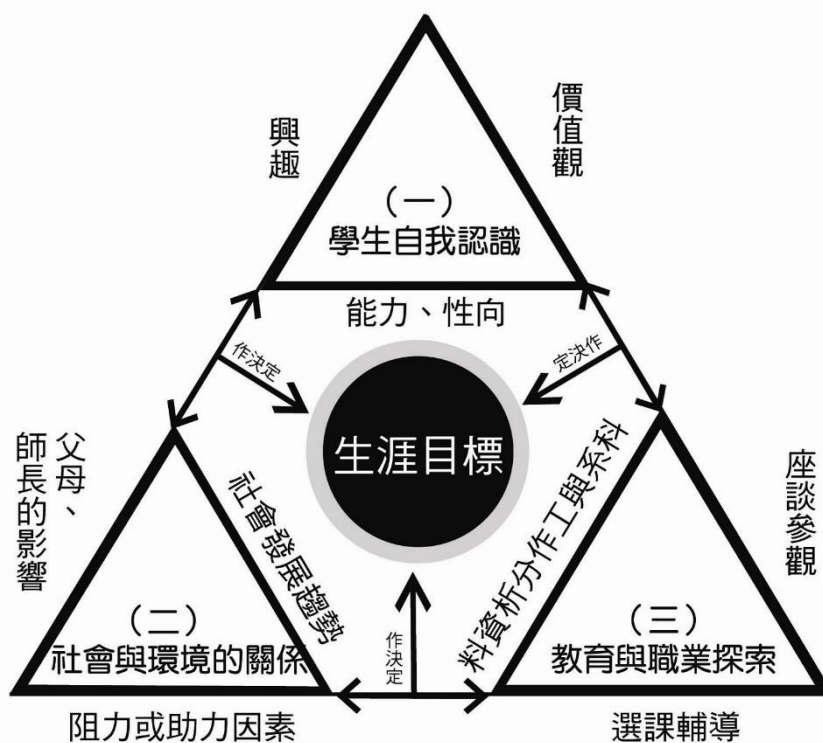 興趣
價值觀
（一）
學生自我認識
能力、性向
作決定
定決作
生涯目標
父母、
師長的影響
社會發展趨勢
料資析分作工與系科
座談參觀
（二）
社會與環境的關係
作決定
（三）
教育與職業探索
阻力或助力因素
選課輔導